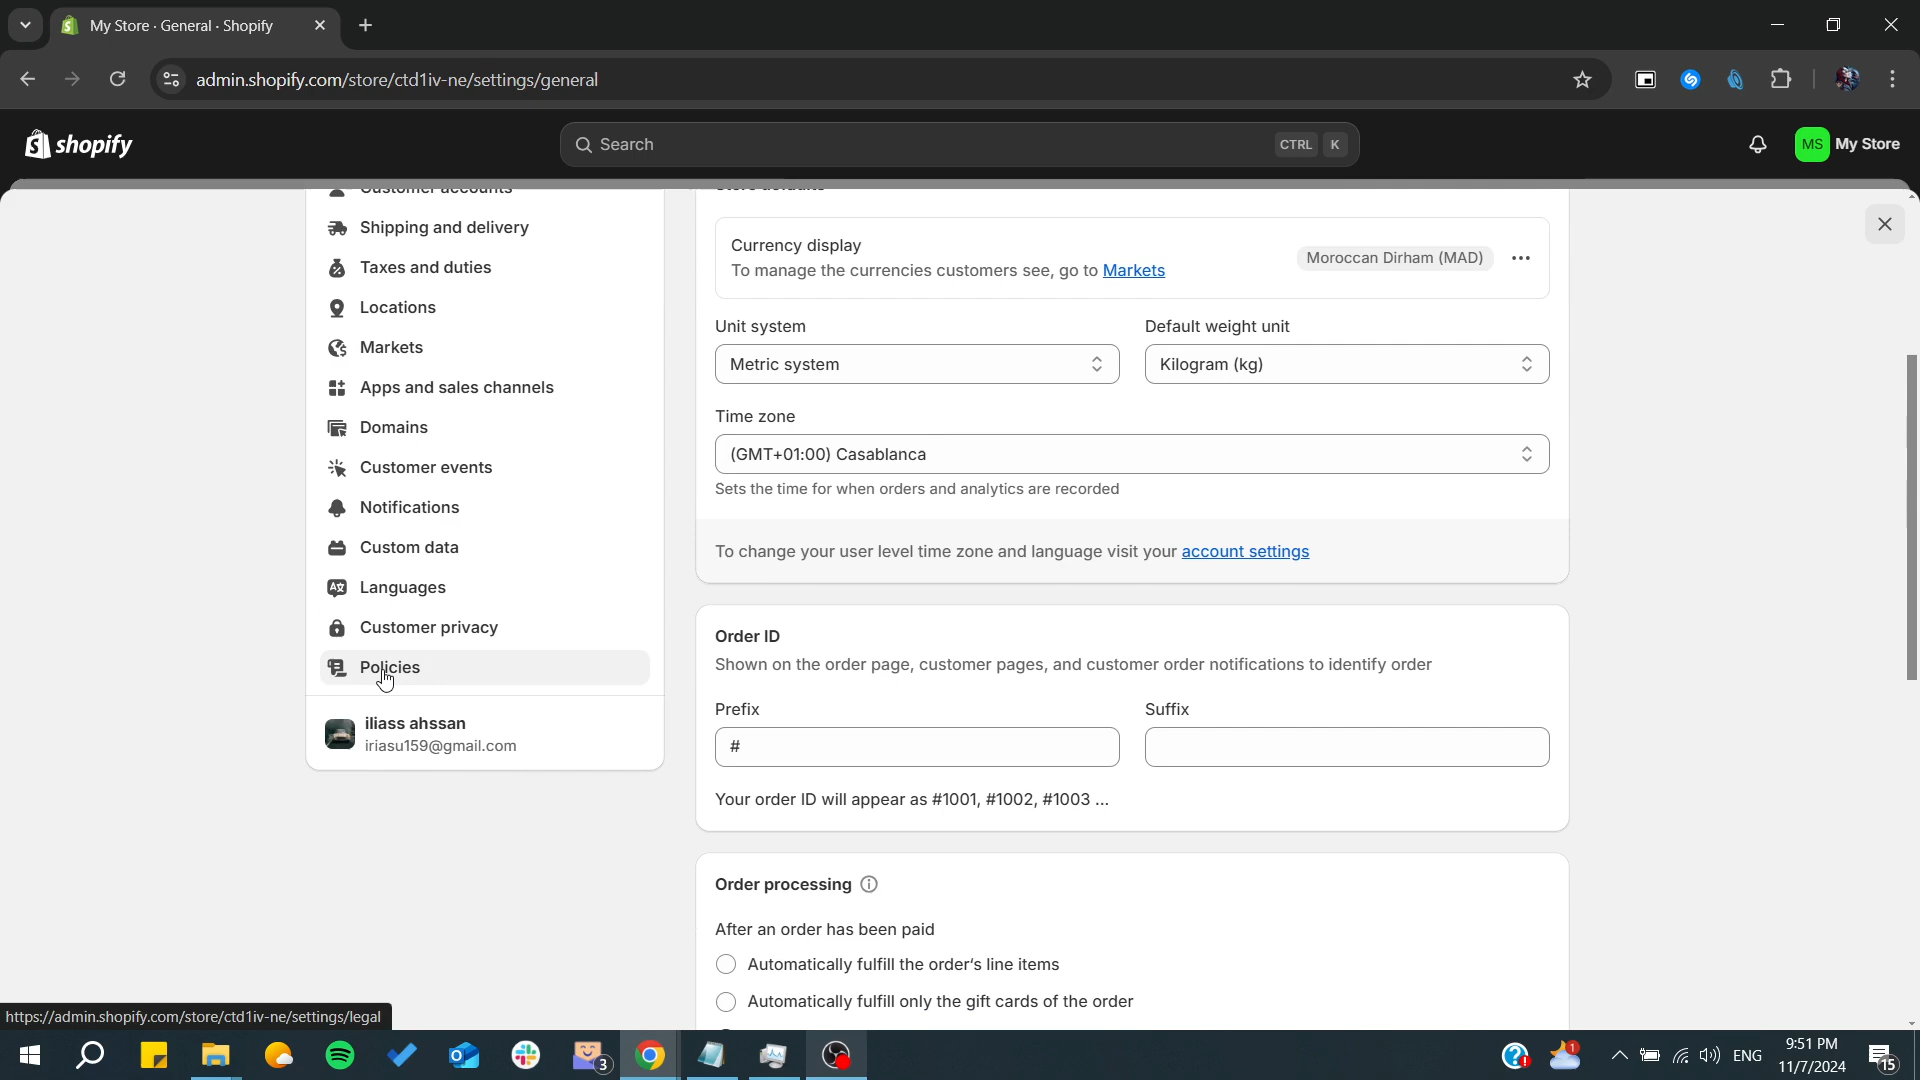 My Store · General · Shopify
admin.shopify.com/store/ctd1iv-ne/settings/general
shopify
Search
CTRL K
MS My Store
Customer accounts
Shipping and delivery
Taxes and duties
Locations
Markets
Apps and sales channels
Domains
Customer events
Notifications
Custom data
Languages
Customer privacy
Policies
iliass ahssan
iriasu159@gmail.com
Store defaults
Currency display
To manage the currencies customers see, go to Markets
Moroccan Dirham (MAD)
Unit system
Metric system
Default weight unit
Kilogram (kg)
Time zone
(GMT+01:00) Casablanca
Sets the time for when orders and analytics are recorded
To change your user level time zone and language visit your account settings
Order ID
Shown on the order page, customer pages, and customer order notifications to identify order
Prefix
#
Suffix
Your order ID will appear as #1001, #1002, #1003 ...
Order processing
After an order has been paid
Automatically fulfill the order's line items
Automatically fulfill only the gift cards of the order
https://admin.shopify.com/store/ctd1iv-ne/settings/legal
3
1
ENG
9:51 PM
11/7/2024
15